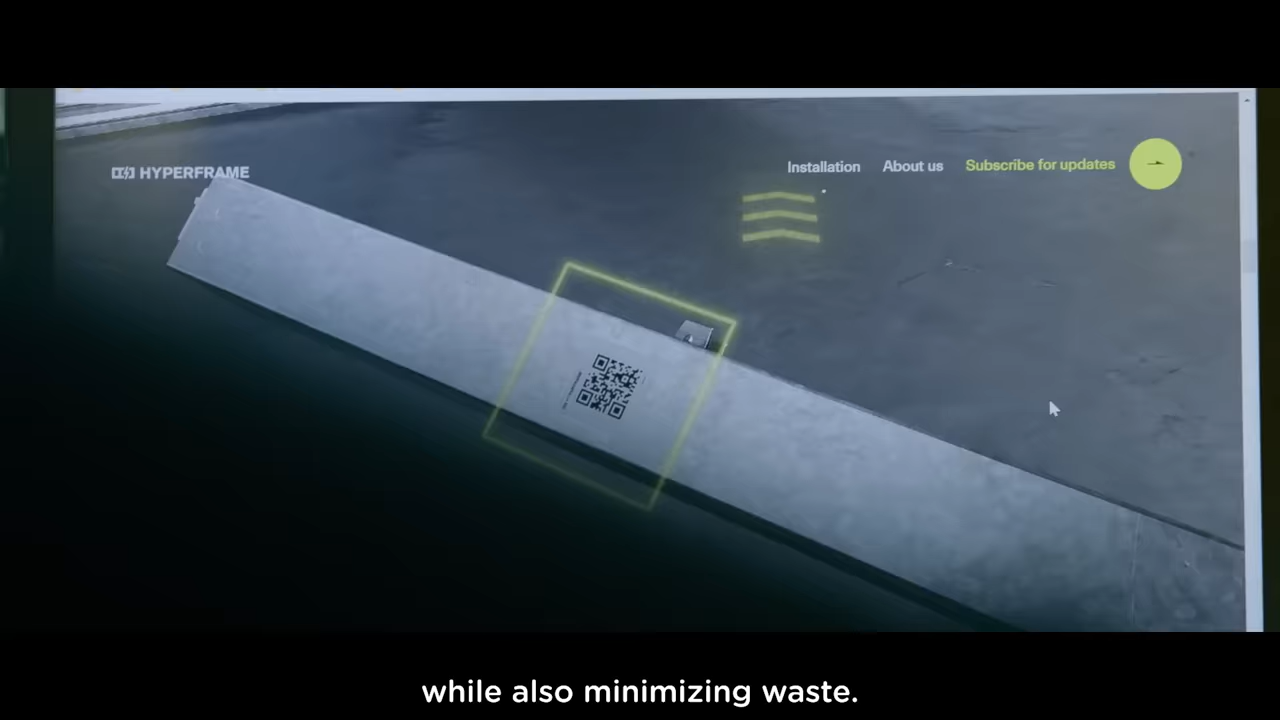 HYPERFRAME
Installation
About us
Subscribe for updates
while also minimizing waste.